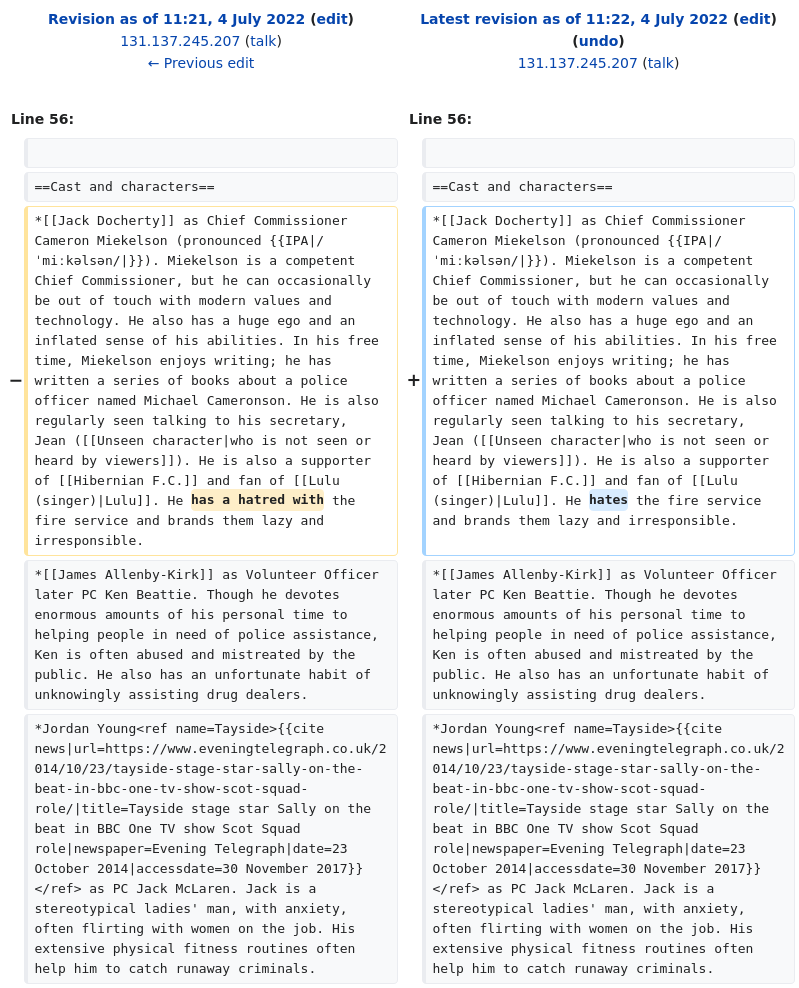 Revision as of 11:21, 4 July 2022 (edit)
131.137.245.207 (talk)
← Previous edit
Latest revision as of 11:22, 4 July 2022 (edit)
(undo)
131.137.245.207 (talk)
Line 56:
Line 56:
==Cast and characters==
==Cast and characters==
−
*[[Jack Docherty]] as Chief Commissioner
Cameron Miekelson (pronounced {{IPA|/
ˈmiːkəlsən/|}}). Miekelson is a competent
Chief Commissioner, but he can occasionally
be out of touch with modern values and
technology. He also has a huge ego and an
inflated sense of his abilities. In his free
time, Miekelson enjoys writing; he has
written a series of books about a police
officer named Michael Cameronson. He is also
regularly seen talking to his secretary,
Jean ([[Unseen character|who is not seen or
heard by viewers]]). He is also a supporter
of [[Hibernian F.C.]] and fan of [[Lulu
(singer)|Lulu]]. He has a hatred with the
fire service and brands them lazy and
irresponsible.
+
*[[Jack Docherty]] as Chief Commissioner
Cameron Miekelson (pronounced {{IPA|/
ˈmiːkəlsən/|}}). Miekelson is a competent
Chief Commissioner, but he can occasionally
be out of touch with modern values and
technology. He also has a huge ego and an
inflated sense of his abilities. In his free
time, Miekelson enjoys writing; he has
written a series of books about a police
officer named Michael Cameronson. He is also
regularly seen talking to his secretary,
Jean ([[Unseen character|who is not seen or
heard by viewers]]). He is also a supporter
of [[Hibernian F.C.]] and fan of [[Lulu
(singer)|Lulu]]. He hates the fire service
and brands them lazy and irresponsible.
*[[James Allenby-Kirk]] as Volunteer Officer
later PC Ken Beattie. Though he devotes
enormous amounts of his personal time to
helping people in need of police assistance,
Ken is often abused and mistreated by the
public. He also has an unfortunate habit of
unknowingly assisting drug dealers.
*[[James Allenby-Kirk]] as Volunteer Officer
later PC Ken Beattie. Though he devotes
enormous amounts of his personal time to
helping people in need of police assistance,
Ken is often abused and mistreated by the
public. He also has an unfortunate habit of
unknowingly assisting drug dealers.
*Jordan Young<ref name=Tayside>{{cite
news|url=https://www.eveningtelegraph.co.uk/2
014/10/23/tayside-stage-star-sally-on-the-
beat-in-bbc-one-tv-show-scot-squad-
role/|title=Tayside stage star Sally on the
beat in BBC One TV show Scot Squad
role|newspaper=Evening Telegraph|date=23
October 2014|accessdate=30 November 2017}}
</ref> as PC Jack McLaren. Jack is a
stereotypical ladies' man, with anxiety,
often flirting with women on the job. His
extensive physical fitness routines often
help him to catch runaway criminals.
*Jordan Young<ref name=Tayside>{{cite
news|url=https://www.eveningtelegraph.co.uk/2
014/10/23/tayside-stage-star-sally-on-the-
beat-in-bbc-one-tv-show-scot-squad-
role/|title=Tayside stage star Sally on the
beat in BBC One TV show Scot Squad
role|newspaper=Evening Telegraph|date=23
October 2014|accessdate=30 November 2017}}
</ref> as PC Jack McLaren. Jack is a
stereotypical ladies' man, with anxiety,
often flirting with women on the job. His
extensive physical fitness routines often
help him to catch runaway criminals.